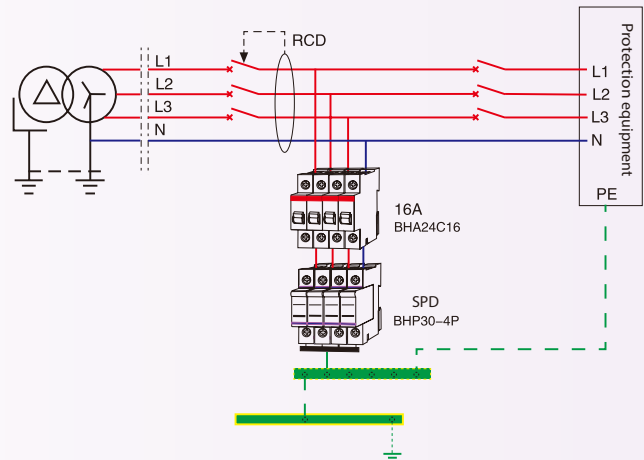 RCD
L1
L2
L3
N
Protection equipment
L1
L2
L3
N
PE
16A
BHA24C16
SPD
BHP30-4P